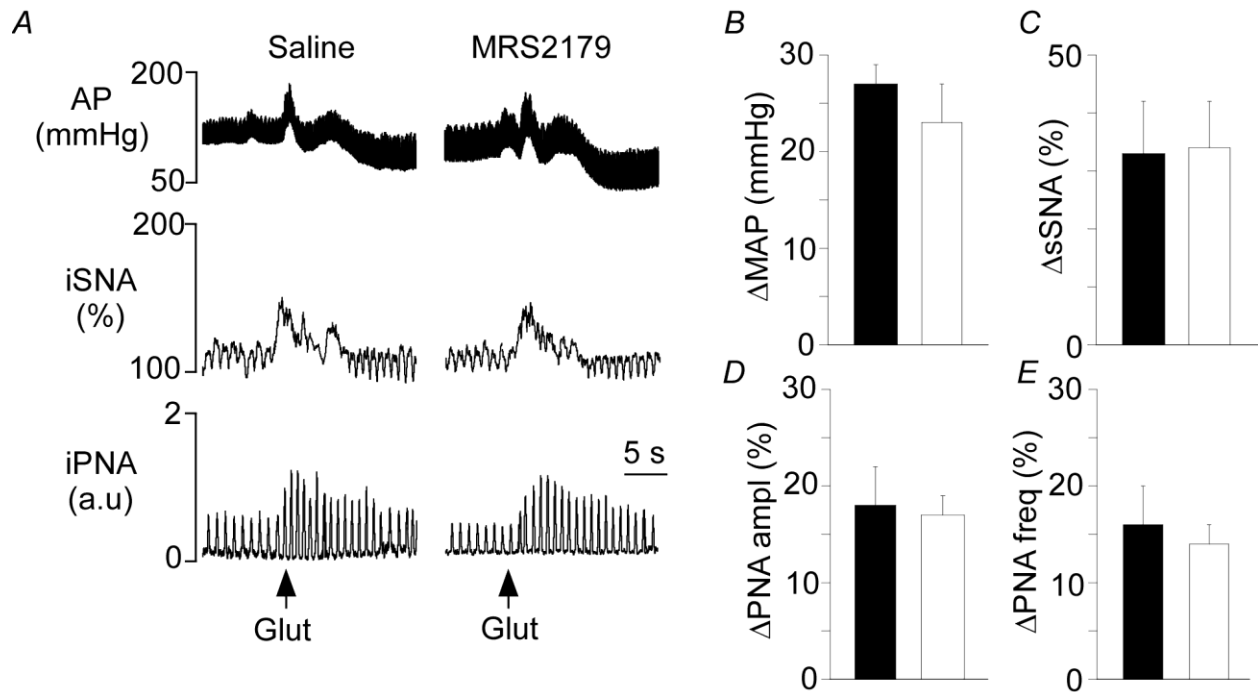 A
Saline
MRS2179
200
AP
(mmHg)
50
200
iSNA
(%)
100
2
iPNA
(a.u)
0
5 s
Glut
Glut
B
30
20
10
0
ΔMAP (mmHg)
C
50
0
ΔsSNA (%)
D
30
20
10
0
ΔPNA ampl (%)
E
30
20
10
0
ΔPNA freq (%)